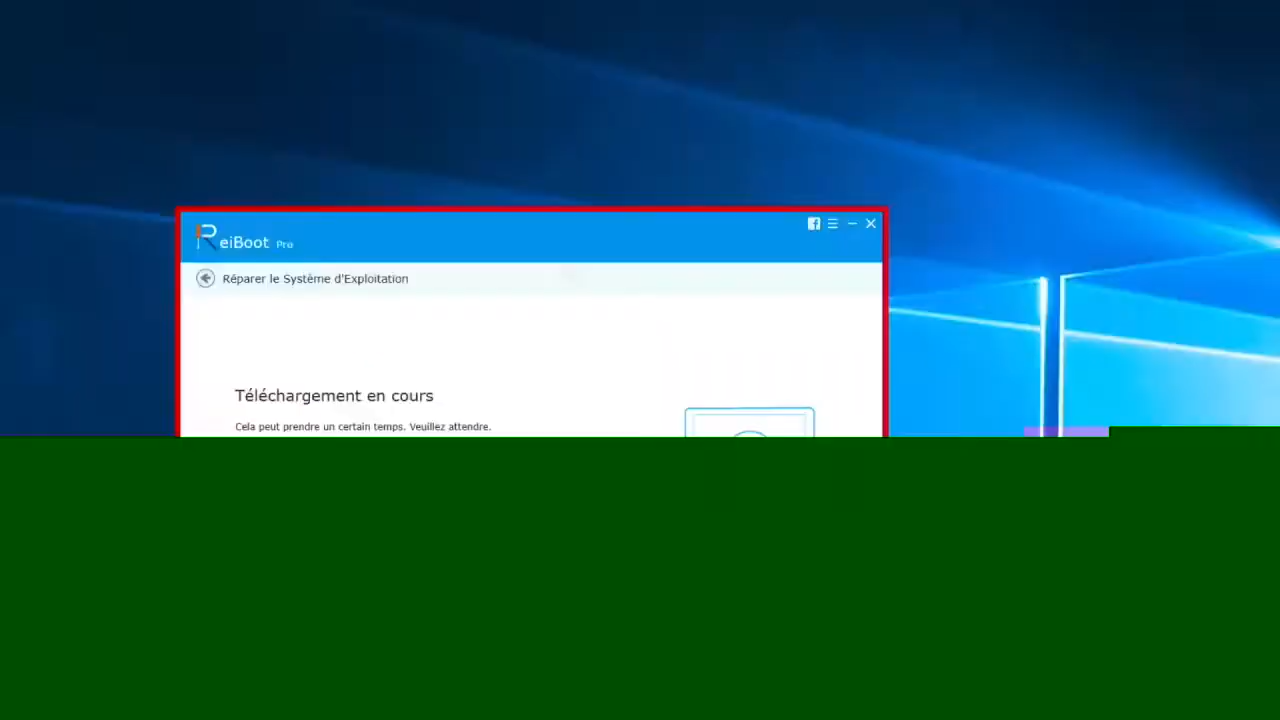 ReiBoot Pro
Réparer le Système d'Exploitation
Téléchargement en cours
Cela peut prendre un certain temps. Veuillez attendre.